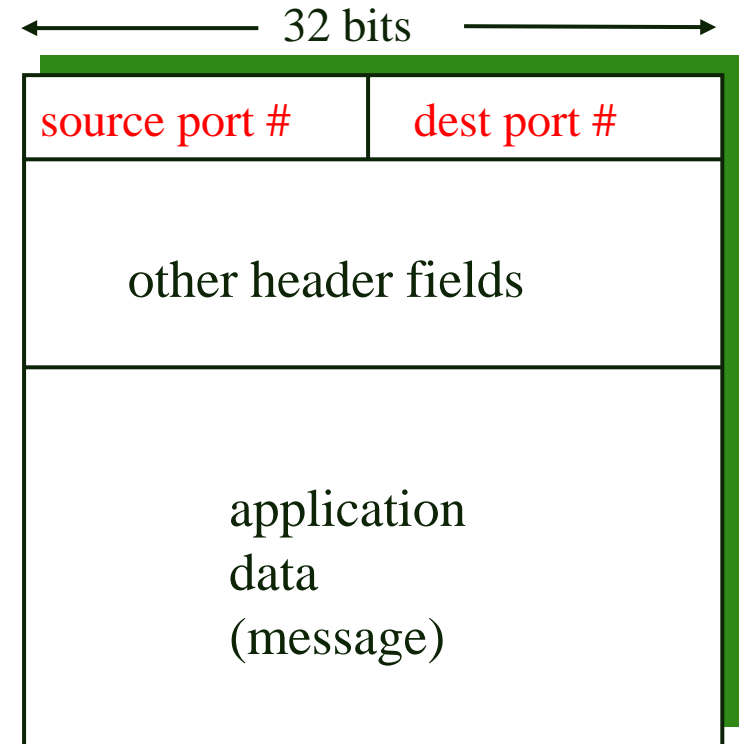 32 bits
source port # dest port #
other header fields
application
data
(message)